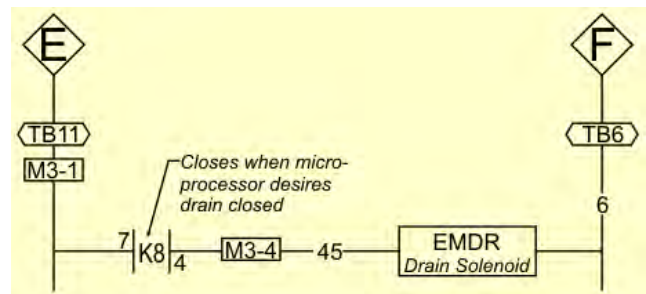 E
F
TB11
TB6
M3-1
Closes when micro-
processor desires
drain closed
6
7
K8
4
M3-4
45
EMDR
Drain Solenoid